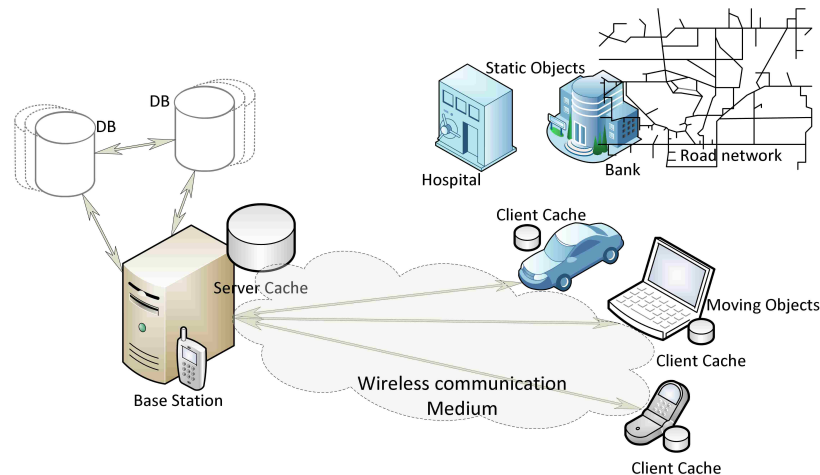 Static Objects
DB
DB
Road network
Bank
Hospital
Client Cache
Server Cache
Moving Objects
Client Cache
Wireless communication
Medium
Base Station
Client Cache